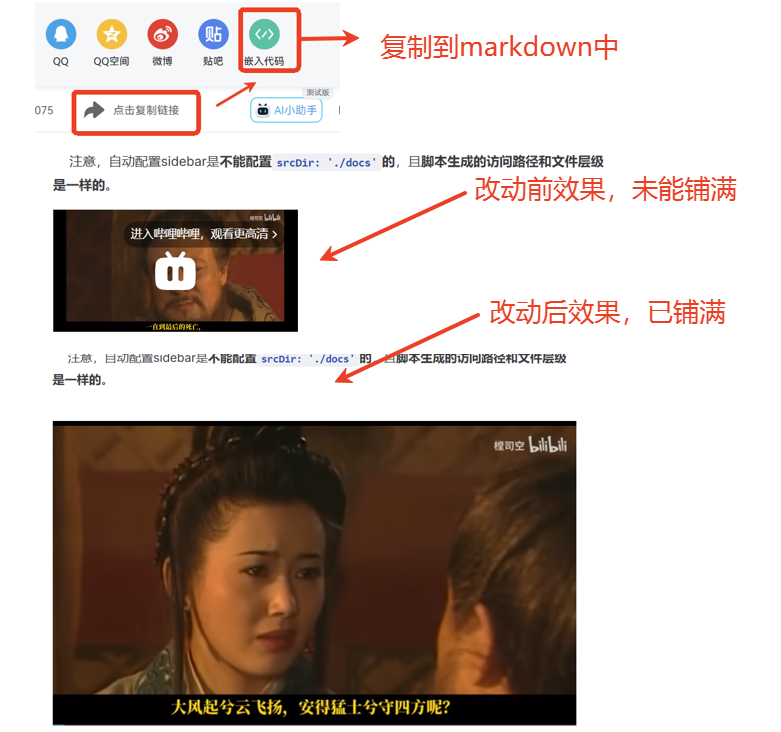 QQ
QQ空间
微博
贴
贴吧
嵌入代码
复制到markdown中
075
点击复制链接
测试版
AI小助手
注意，自动配置sidebar是不能配置 srcDir: './docs' 的，且脚本生成的访问路径和文件层级
是一样的。
改动前效果，未能铺满
樘司空 bilibili
进入哔哩哔哩，观看更高清 >
一直到最后的死亡，
改动后效果，已铺满
注意，自动配置sidebar是不能配置 srcDir: './docs' 的，且脚本生成的访问路径和文件层级
是一样的。
樘司空 bilibili
大风起兮云飞扬，安得猛士兮守四方呢？